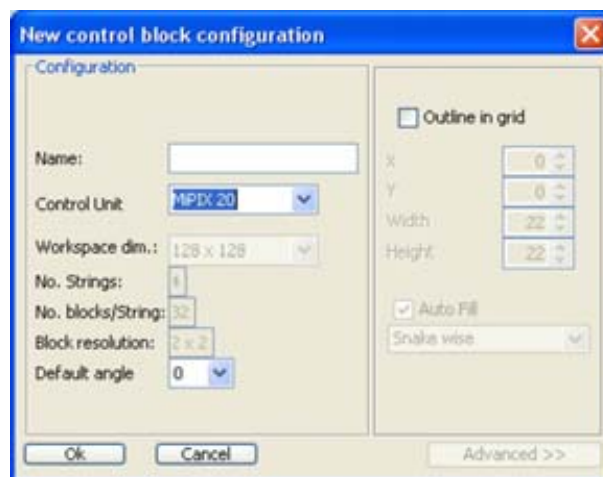 New control block configuration
Configuration
Name:
Control Unit MiPIX 20
Workspace dim.: 128 x 128
No. Strings: 4
No. blocks/String: 32
Block resolution: 2 x 2
Default angle 0
Outline in grid
X 0
Y 0
Width 22
Height 22
Auto Fill
Snake wise
Ok Cancel Advanced >>